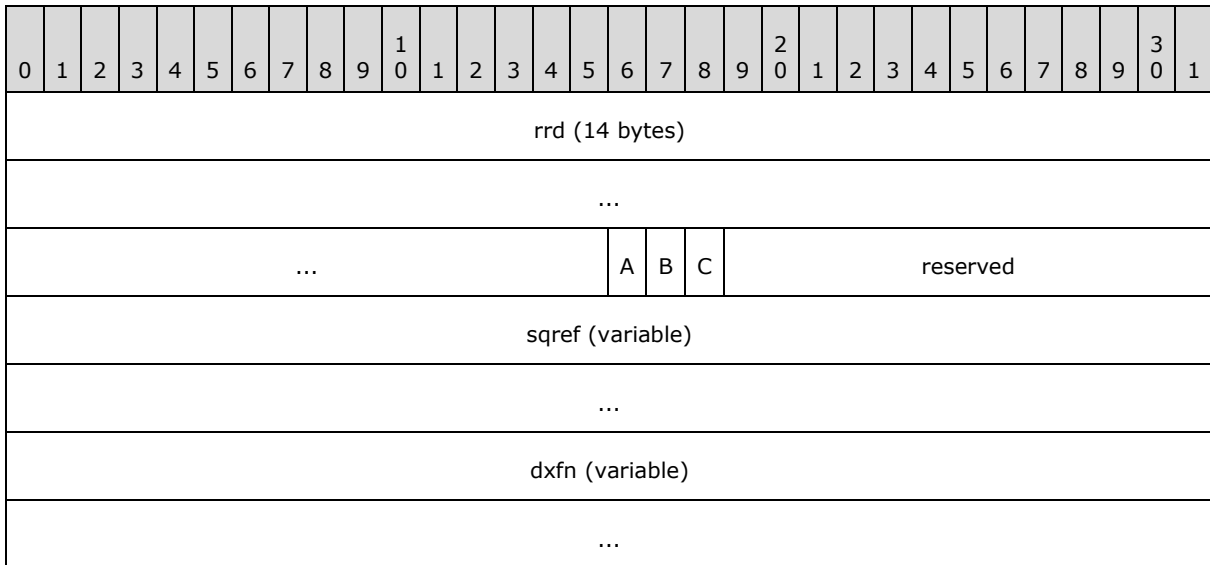 0 1 2 3 4 5 6 7 8 9 1 0 1 2 3 4 5 6 7 8 9 2 0 1 2 3 4 5 6 7 8 9 3 0 1
rrd (14 bytes)
...
... A B C reserved
sqref (variable)
...
dxfn (variable)
...